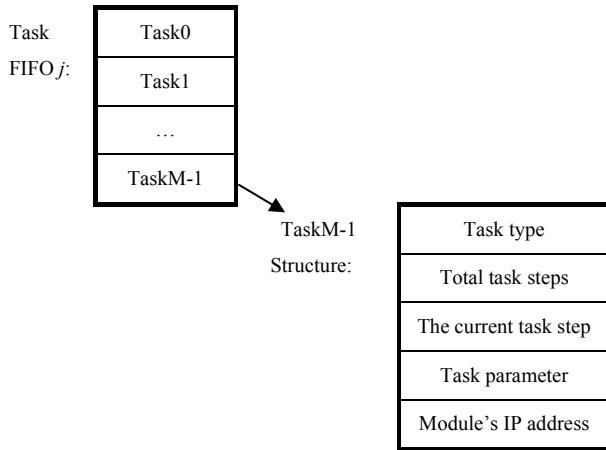 Task
FIFO j:
Task0
Task1
…
TaskM-1
TaskM-1
Structure:
Task type
Total task steps
The current task step
Task parameter
Module’s IP address